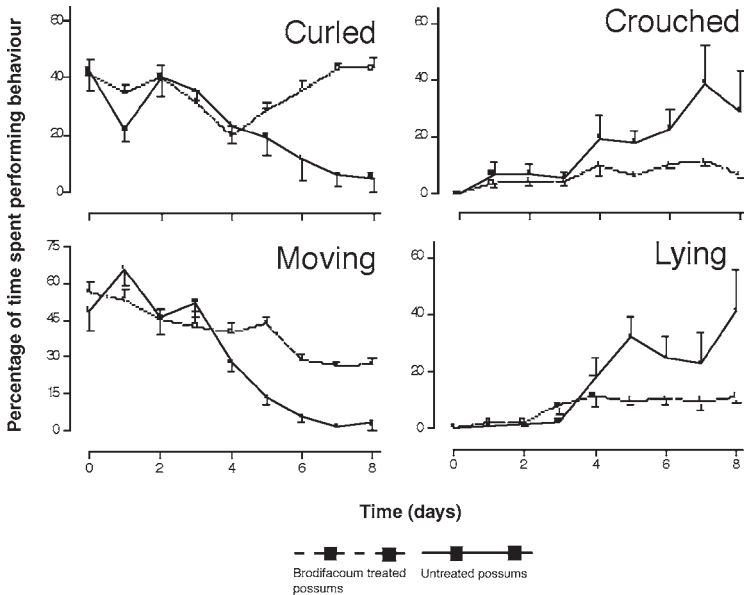 Percentage of time spent performing behaviour
60
40
20
0
Curled
60
40
20
0
Crouched
75
60
45
30
15
0
Moving
0 2 4 6 8
60
40
20
0
Lying
0 2 4 6 8
Time (days)
Brodifacoum treated
possums
Untreated possums